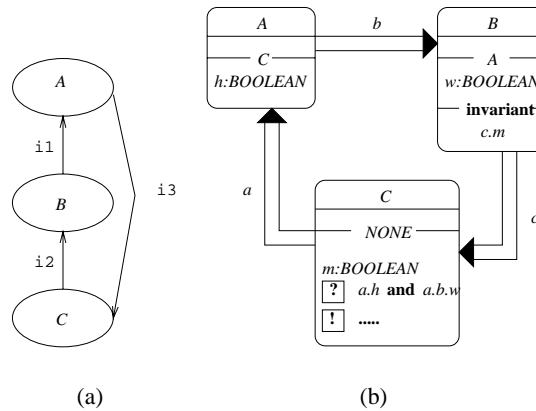 A
i1
B
i2
C
i3
(a)
A
C
h:BOOLEAN
b
B
A
w:BOOLEAN
invariant
c.m
a
c
C
NONE
m:BOOLEAN
? a.h and a.b.w
! .....
(b)